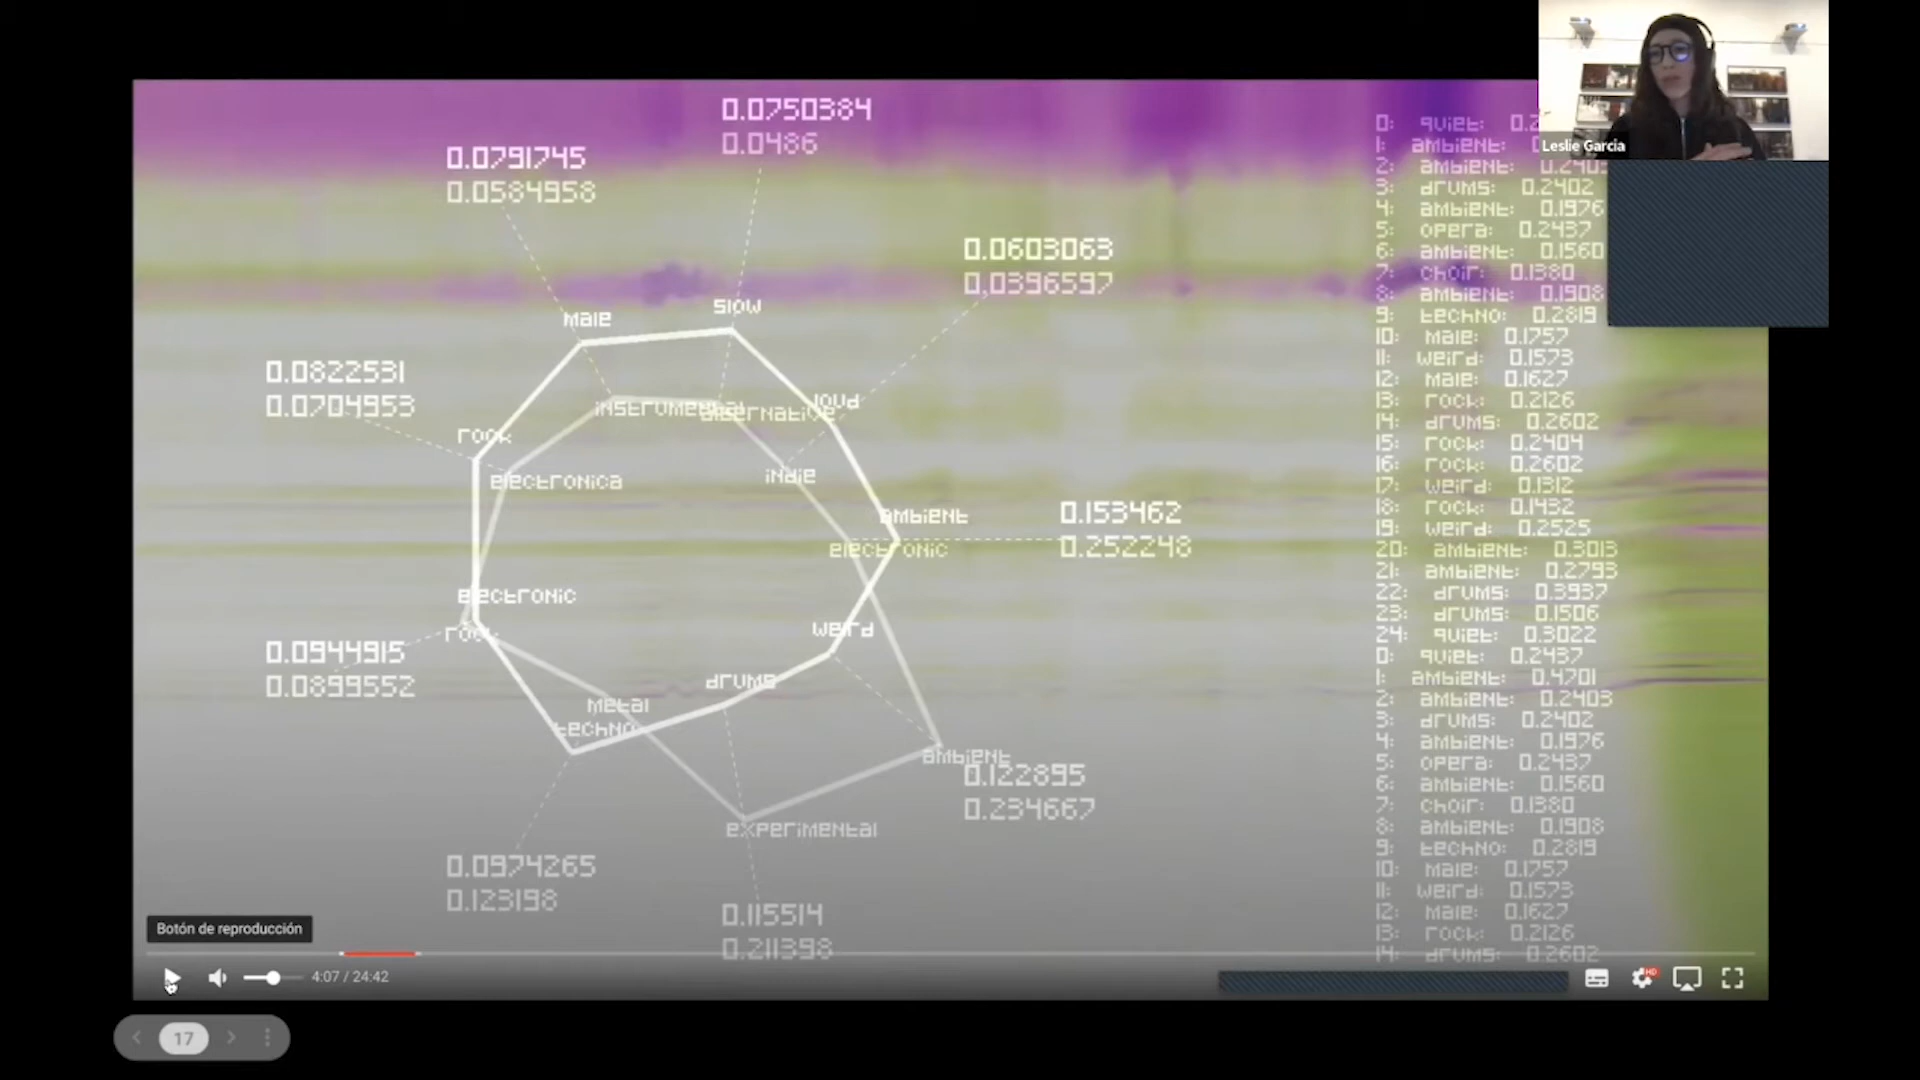 Leslie Garcia
0.0750384
0.0486
0.0791745
0.0584958
0.0603063
0.0396597
male
slow
0.0822531
0.0704953
instrumental
alternative
loud
rock
electronica
indie
ambient
electronic
0.153462
0.252248
electronic
rock
weird
0.0944915
0.0899552
drums
metal
techno
ambient
0.122895
0.234667
experimental
0.0974265
0.123198
0.115514
0.211398
0: quiet: 0.2
1: ambient:
2: ambient: 0.2403
3: drums: 0.2402
4: ambient: 0.1976
5: opera: 0.2437
6: ambient: 0.1560
7: choir: 0.1380
8: ambient: 0.1908
9: techno: 0.2819
10: male: 0.1757
11: weird: 0.1573
12: male: 0.1627
13: rock: 0.2126
14: drums: 0.2602
15: rock: 0.2404
16: rock: 0.2602
17: weird: 0.1312
18: rock: 0.1432
19: weird: 0.2525
20: ambient: 0.3013
21: ambient: 0.2793
22: drums: 0.3937
23: drums: 0.1506
24: quiet: 0.3022
0: quiet: 0.2437
1: ambient: 0.4701
2: ambient: 0.2403
3: drums: 0.2402
4: ambient: 0.1976
5: opera: 0.2437
6: ambient: 0.1560
7: choir: 0.1380
8: ambient: 0.1908
9: techno: 0.2819
10: male: 0.1757
11: weird: 0.1573
12: male: 0.1627
13: rock: 0.2126
14: drums: 0.2602
Botón de reproducción
4:07 / 24:42
HD
17